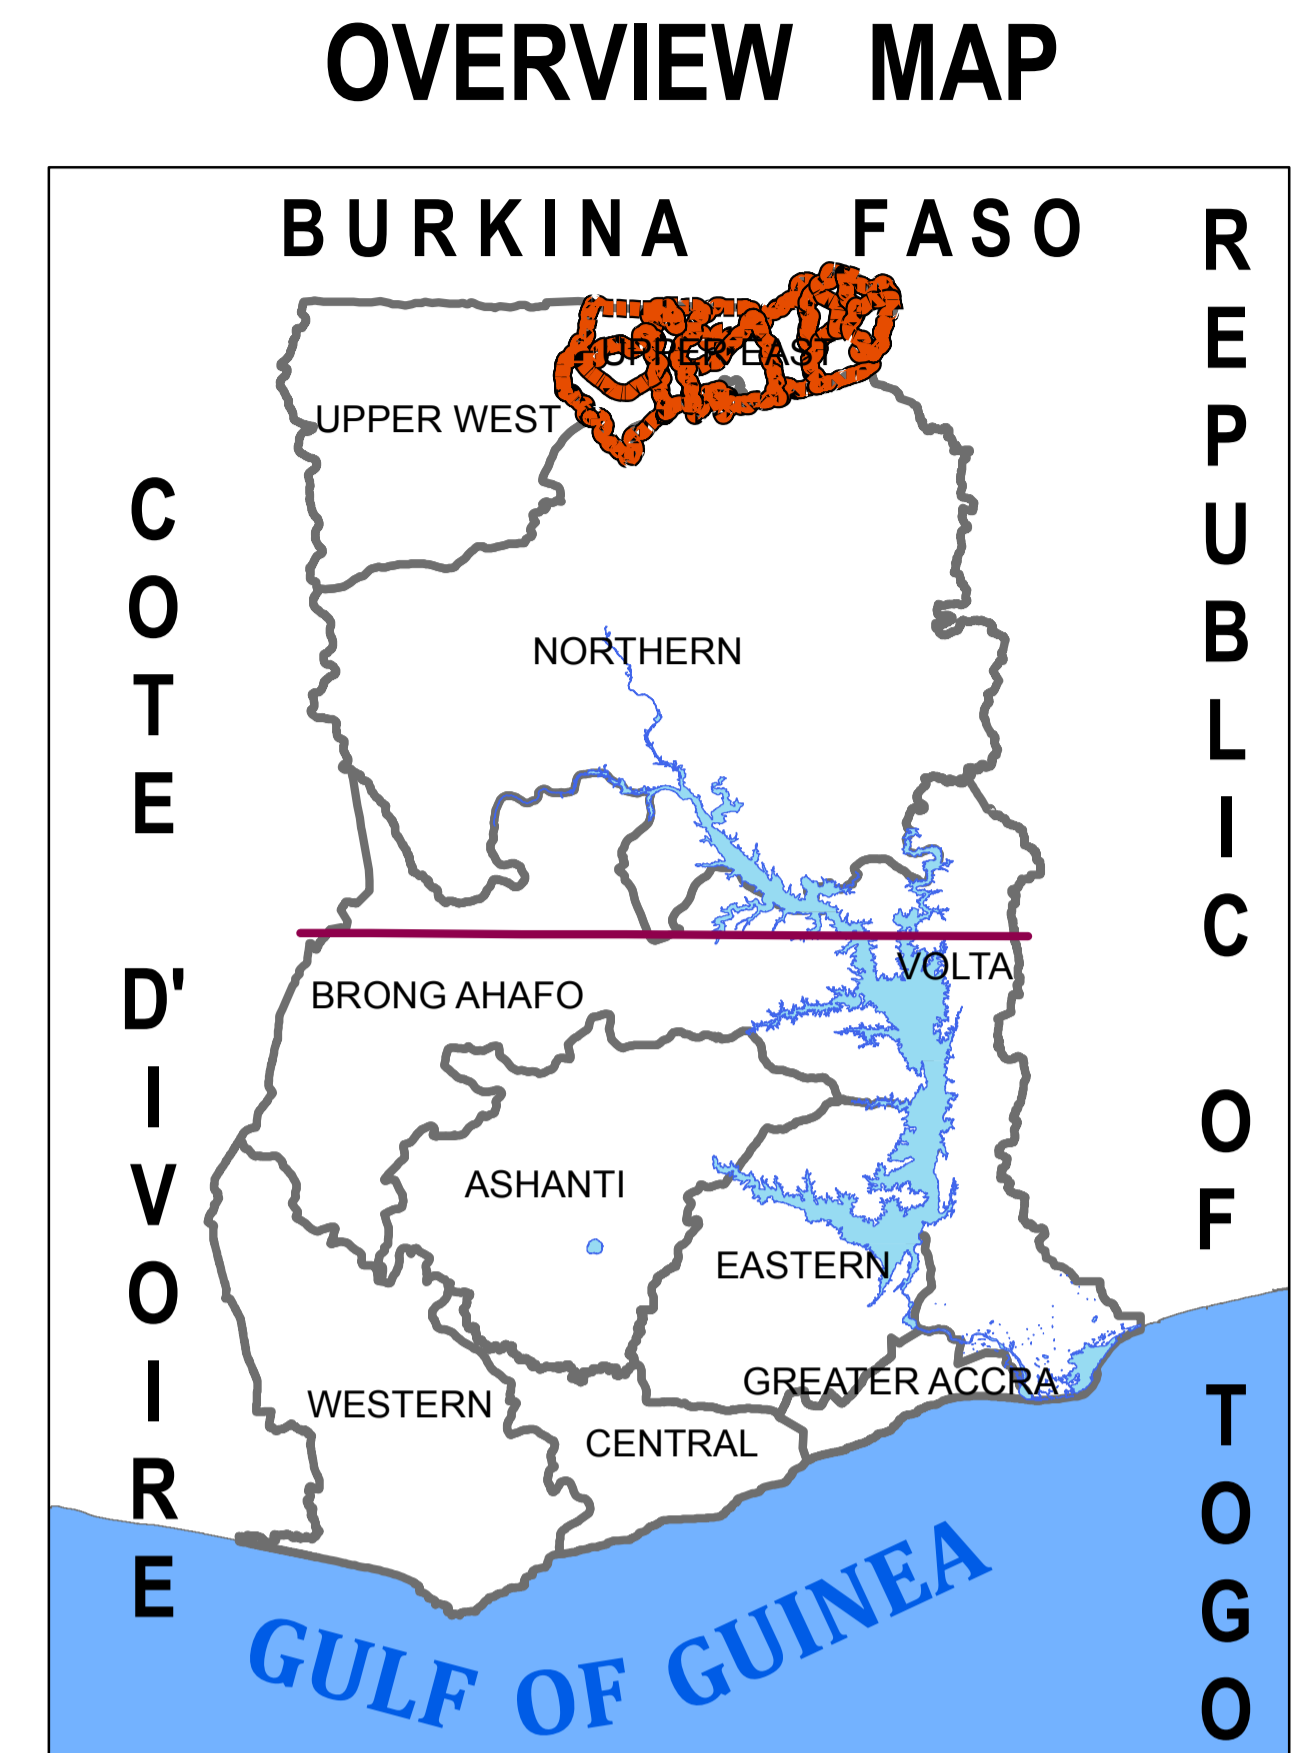 OVERVIEW MAP
BURKINA FASO
REPUBLIC OF TOGO
COTE D'IVOIRE
UPPER EAST
UPPER WEST
NORTHERN
VOLTA
BRONG AHAFO
ASHANTI
EASTERN
GREATER ACCRA
WESTERN
CENTRAL
GULF OF GUINEA